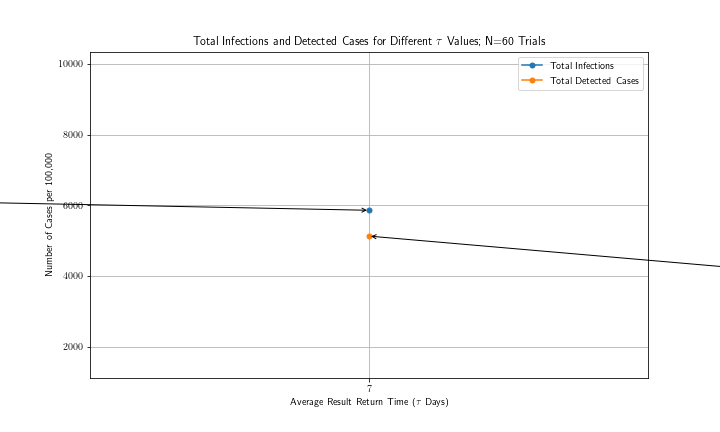 Total Infections and Detected Cases for Different τ Values; N=60 Trials
10000
8000
6000
4000
2000
Number of Cases per 100,000
Total Infections
Total Detected Cases
7
Average Result Return Time (τ Days)